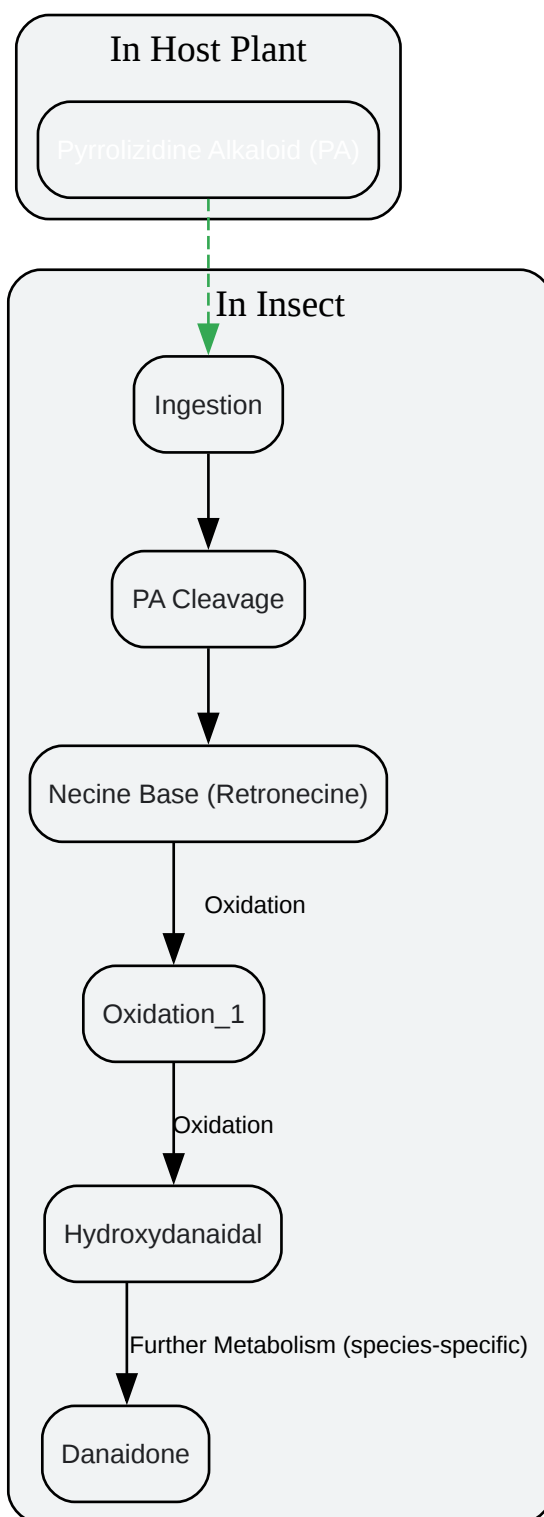 In Host Plant
Pyrrolizidine Alkaloid (PA)
In Insect
Ingestion
PA Cleavage
Necine Base (Retronecine)
Oxidation
Oxidation_1
Oxidation
Hydroxydanaidal
Further Metabolism (species-specific)
Danaidone